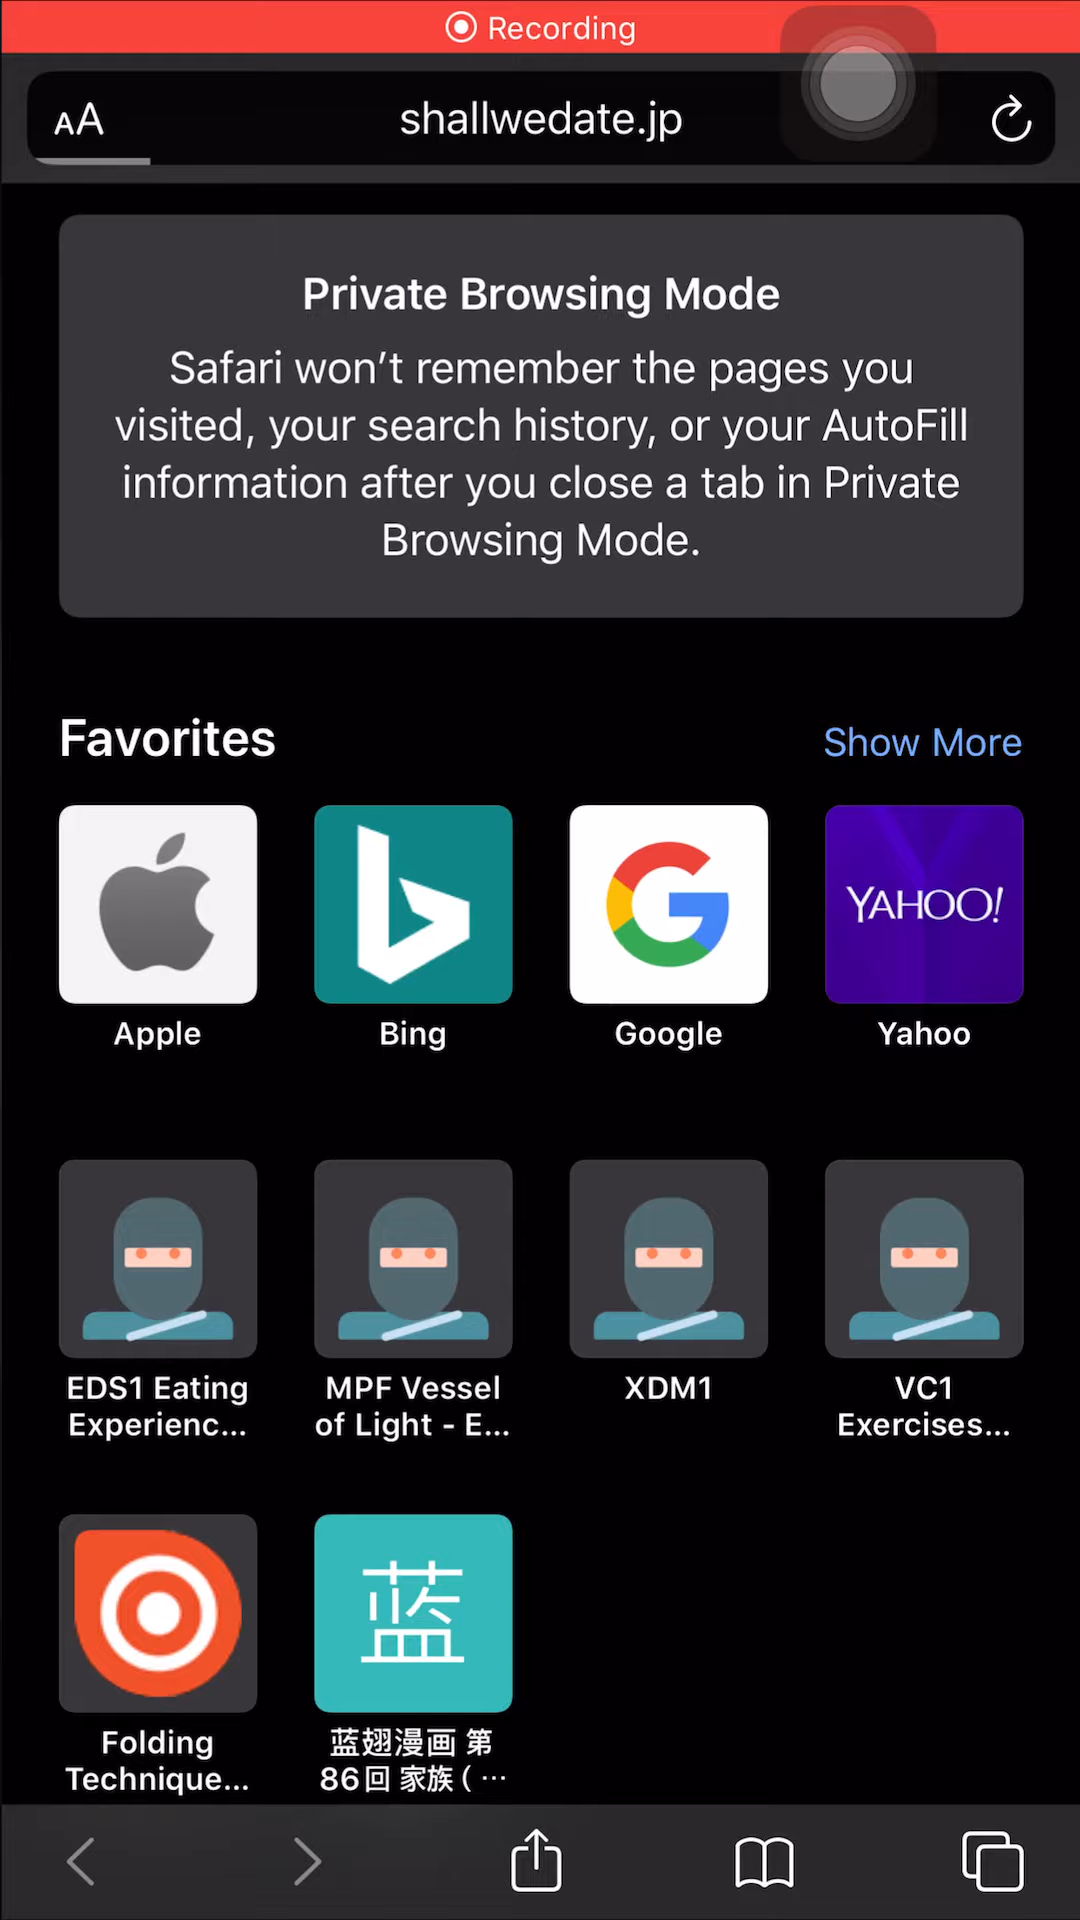 Recording
AA
shallwedate.jp
Private Browsing Mode
Safari won’t remember the pages you
visited, your search history, or your AutoFill
information after you close a tab in Private
Browsing Mode.
Favorites
Show More
YAHOO!
Apple
Bing
Google
Yahoo
EDS1 Eating
Experienc...
MPF Vessel
of Light - E...
XDM1
VC1
Exercises...
蓝
Folding
Technique...
蓝翅漫画 第
86回 家族（…